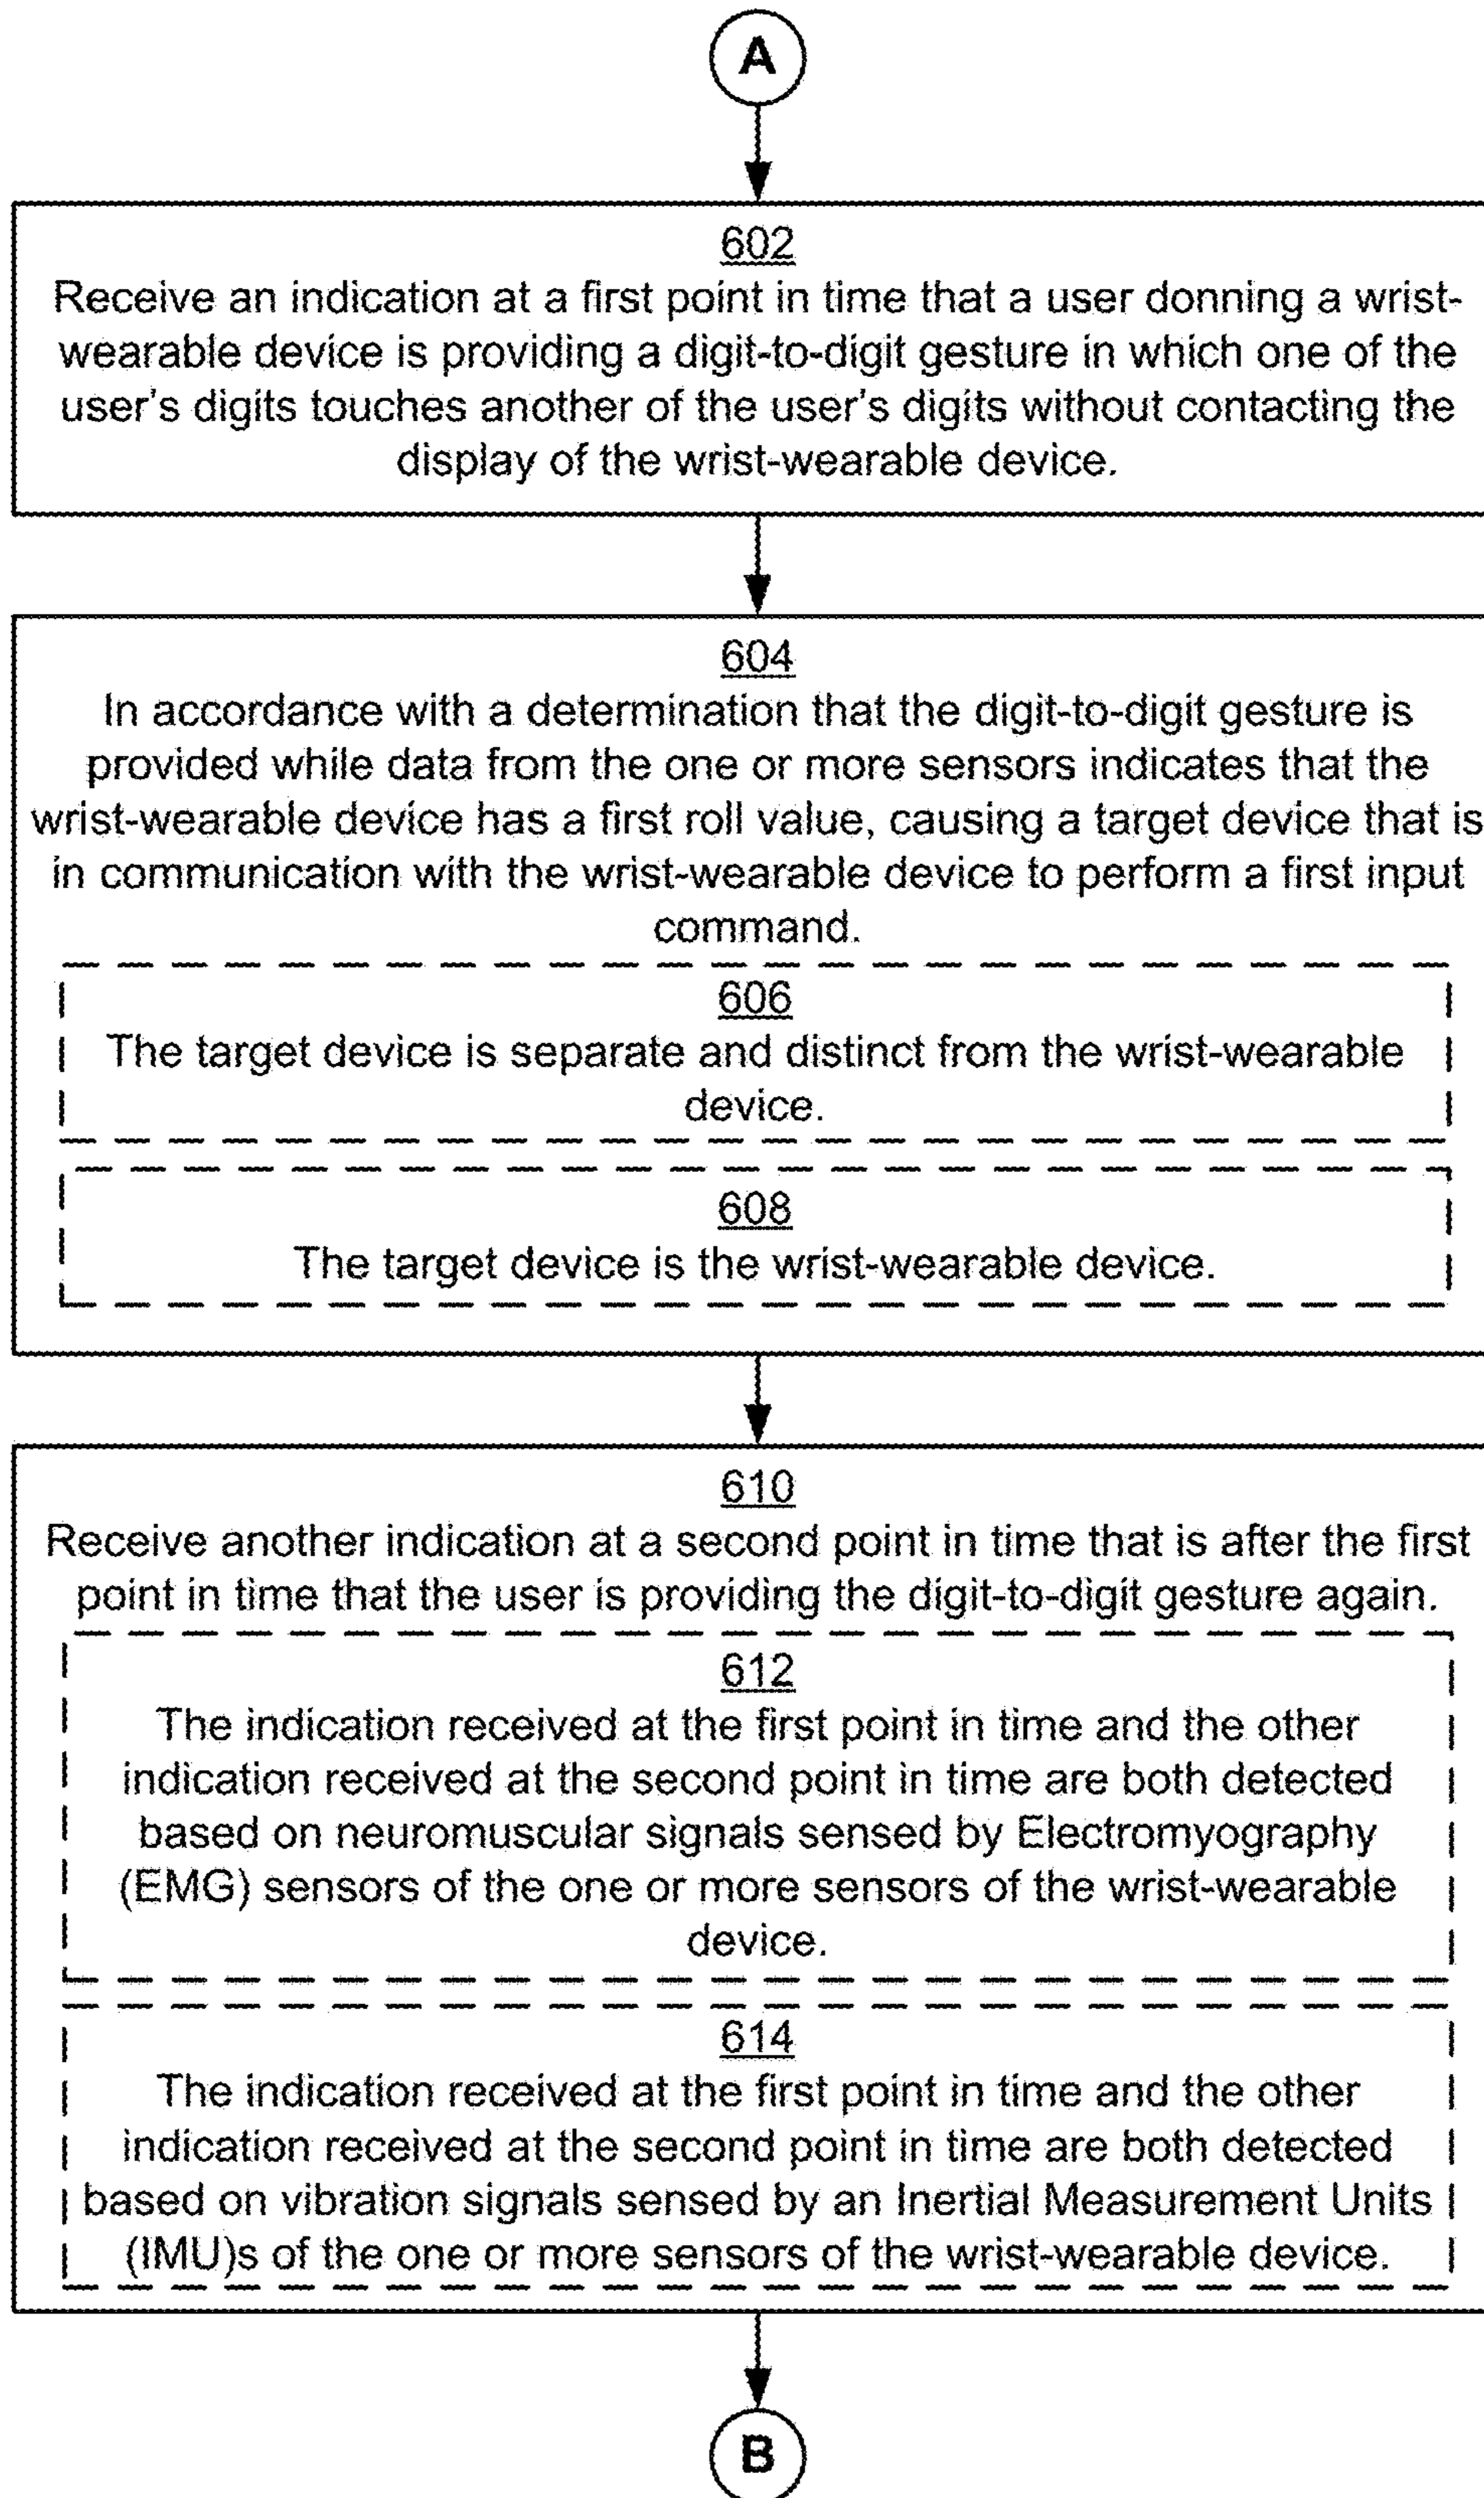 A
602
Receive an indication at a first point in time that a user donning a wrist-
wearable device is providing a digit-to-digit gesture in which one of the
user's digits touches another of the user's digits without contacting the
display of the wrist-wearable device.
604
In accordance with a determination that the digit-to-digit gesture is
provided while data from the one or more sensors indicates that the
wrist-wearable device has a first roll value, causing a target device that is
in communication with the wrist-wearable device to perform a first input
command.
606
The target device is separate and distinct from the wrist-wearable
device.
608
The target device is the wrist-wearable device.
610
Receive another indication at a second point in time that is after the first
point in time that the user is providing the digit-to-digit gesture again.
612
The indication received at the first point in time and the other
indication received at the second point in time are both detected
based on neuromuscular signals sensed by Electromyography
(EMG) sensors of the one or more sensors of the wrist-wearable
device.
614
The indication received at the first point in time and the other
indication received at the second point in time are both detected
based on vibration signals sensed by an Inertial Measurement Units
(IMU)s of the one or more sensors of the wrist-wearable device.
B